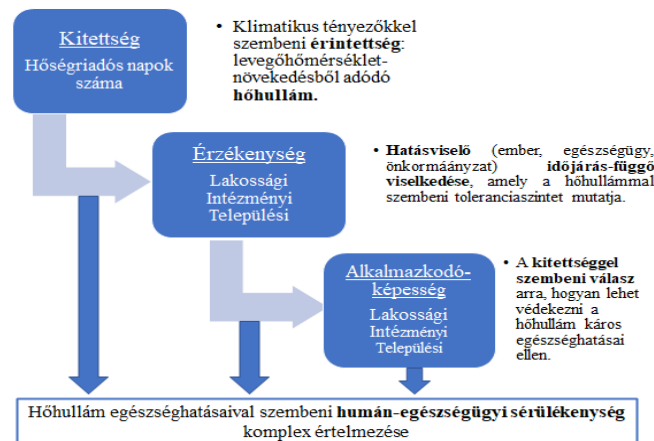 Kitettség
Hőségriadós napok
száma
• Klimatikus tényezőkkel
szembeni érintettség:
levegőhőmérséklet-
növekedésből adódó
hőhullám.
Érzékenység
Lakossági
Intézményi
Települési
• Hatásviselő (ember, egészségügy,
önkormáányzat) időjárás-függő
viselkedése, amely a hőhullámmal
szembeni toleranciaszintet mutatja.
Alkalmazkodó-
képesség
Lakossági
Intézményi
Települési
• A kitettséggel
szembeni válasz
arra, hogyan lehet
védekezni a
hőhullám káros
egészséghatásai
ellen.
Hőhullám egészséghatásaival szembeni humán-egészségügyi sérülékenység
komplex értelmezése